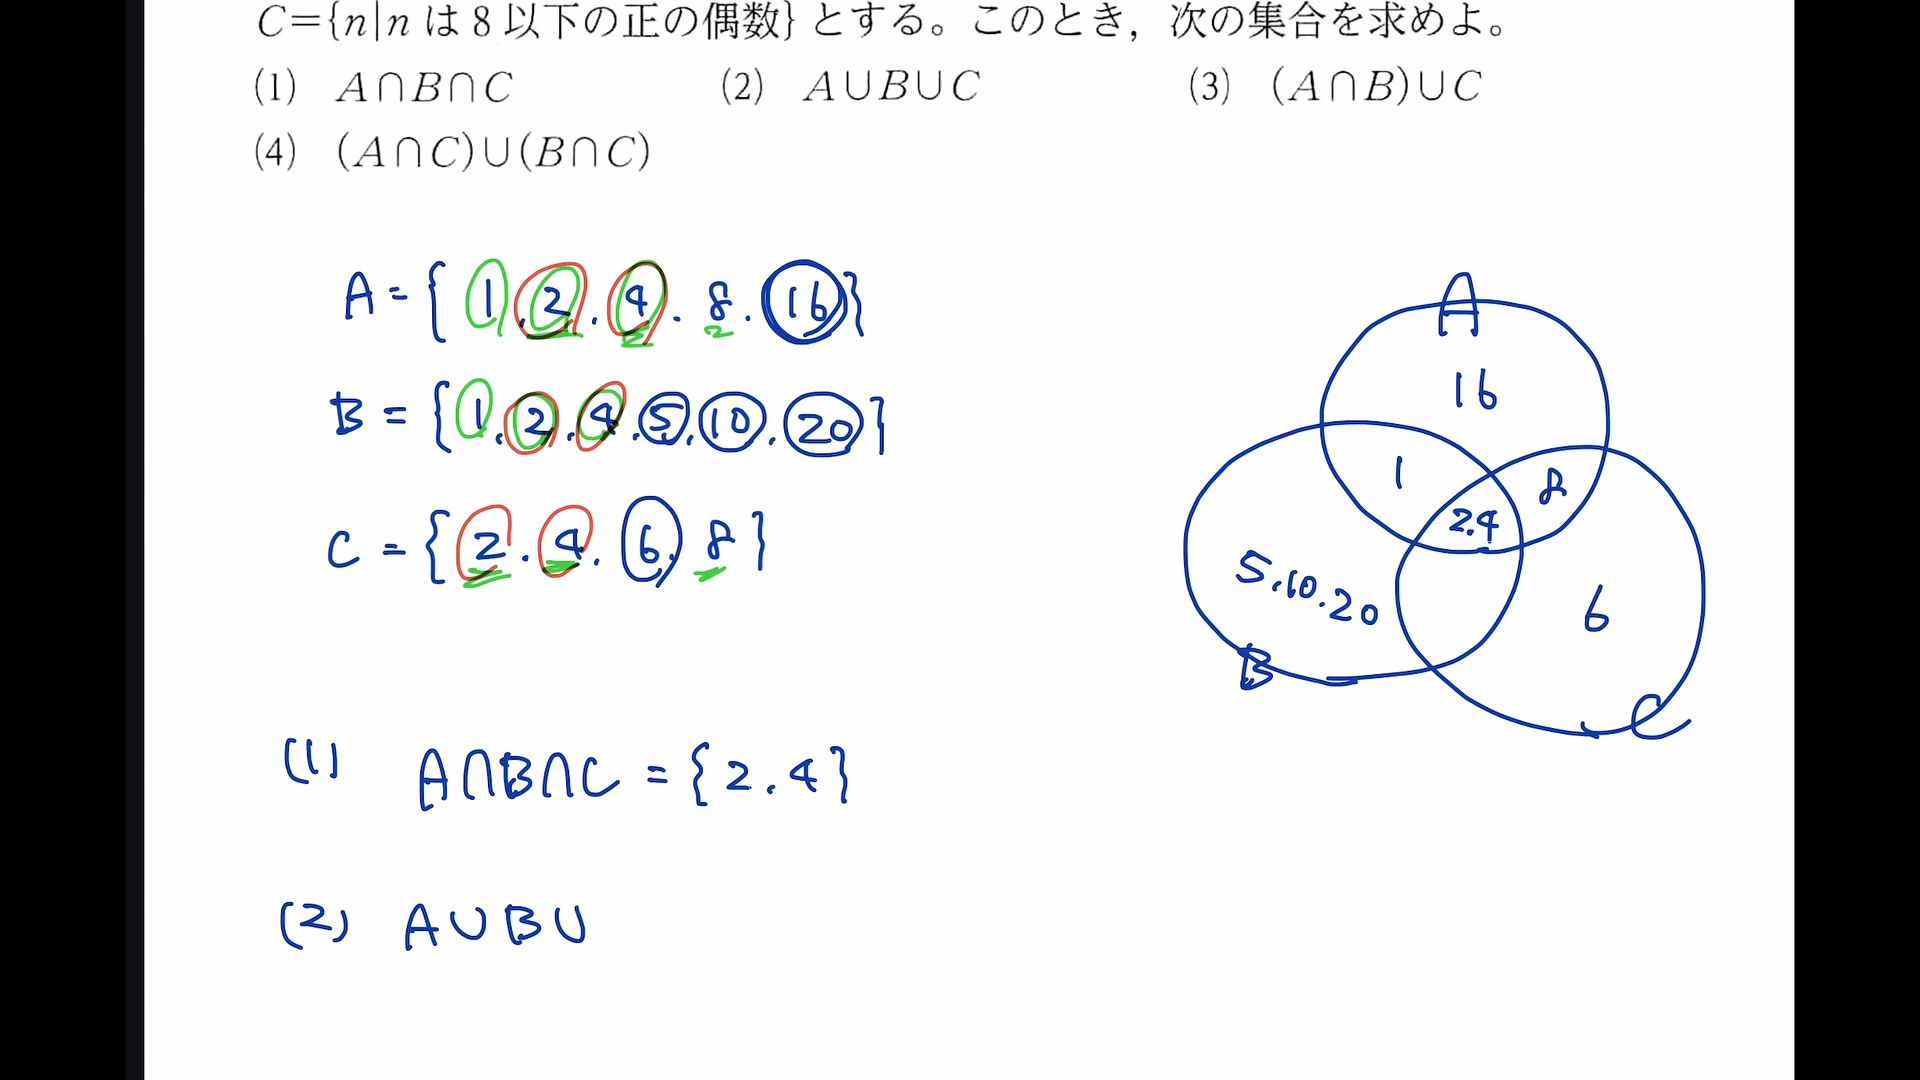 C={n|n は 8 以下の正の偶数} とする。このとき，次の集合を求めよ。
(1) A∩B∩C (2) A∪B∪C (3) (A∩B)∪C
(4) (A∩C)∪(B∩C)
A={1.2.4.8.16}
B={1.2.4.5.10.20}
C={2.4.6.8}
A
16
1
8
2.4
5.10.20
6
B
C
(1) A∩B∩C={2.4}
(2) A∪B∪